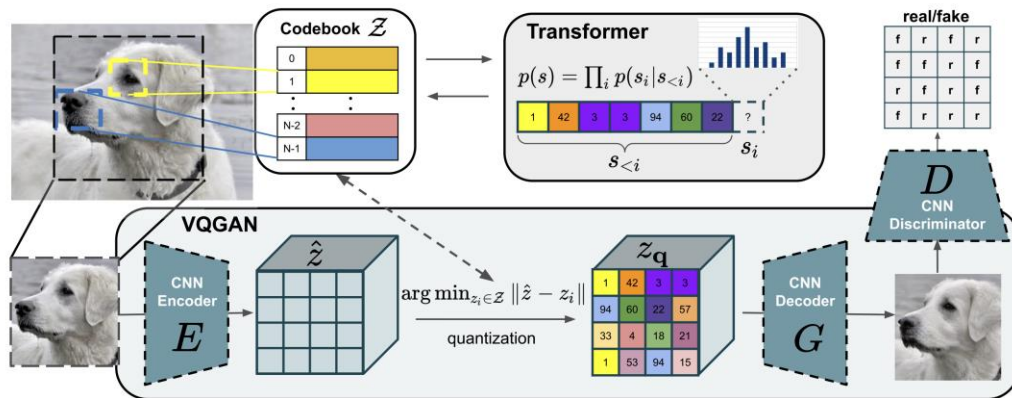 Codebook $\mathcal{Z}$
0
1
N-2
N-1
Transformer
p(s) = ∏ᵢ p(sᵢ|s<ᵢ)
1 42 3 3 94 60 22 ?
s<ᵢ sᵢ
real/fake
f r f r
f f r r
r f r f
r r r r
D
CNN
Discriminator
VQGAN
CNN
Encoder
E
ẑ
arg min_{zᵢ∈𝒵} ‖ẑ − zᵢ‖
quantization
z_𝐪
1 42 3 3
94 60 22 57
33 4 18 21
1 53 94 15
CNN
Decoder
G